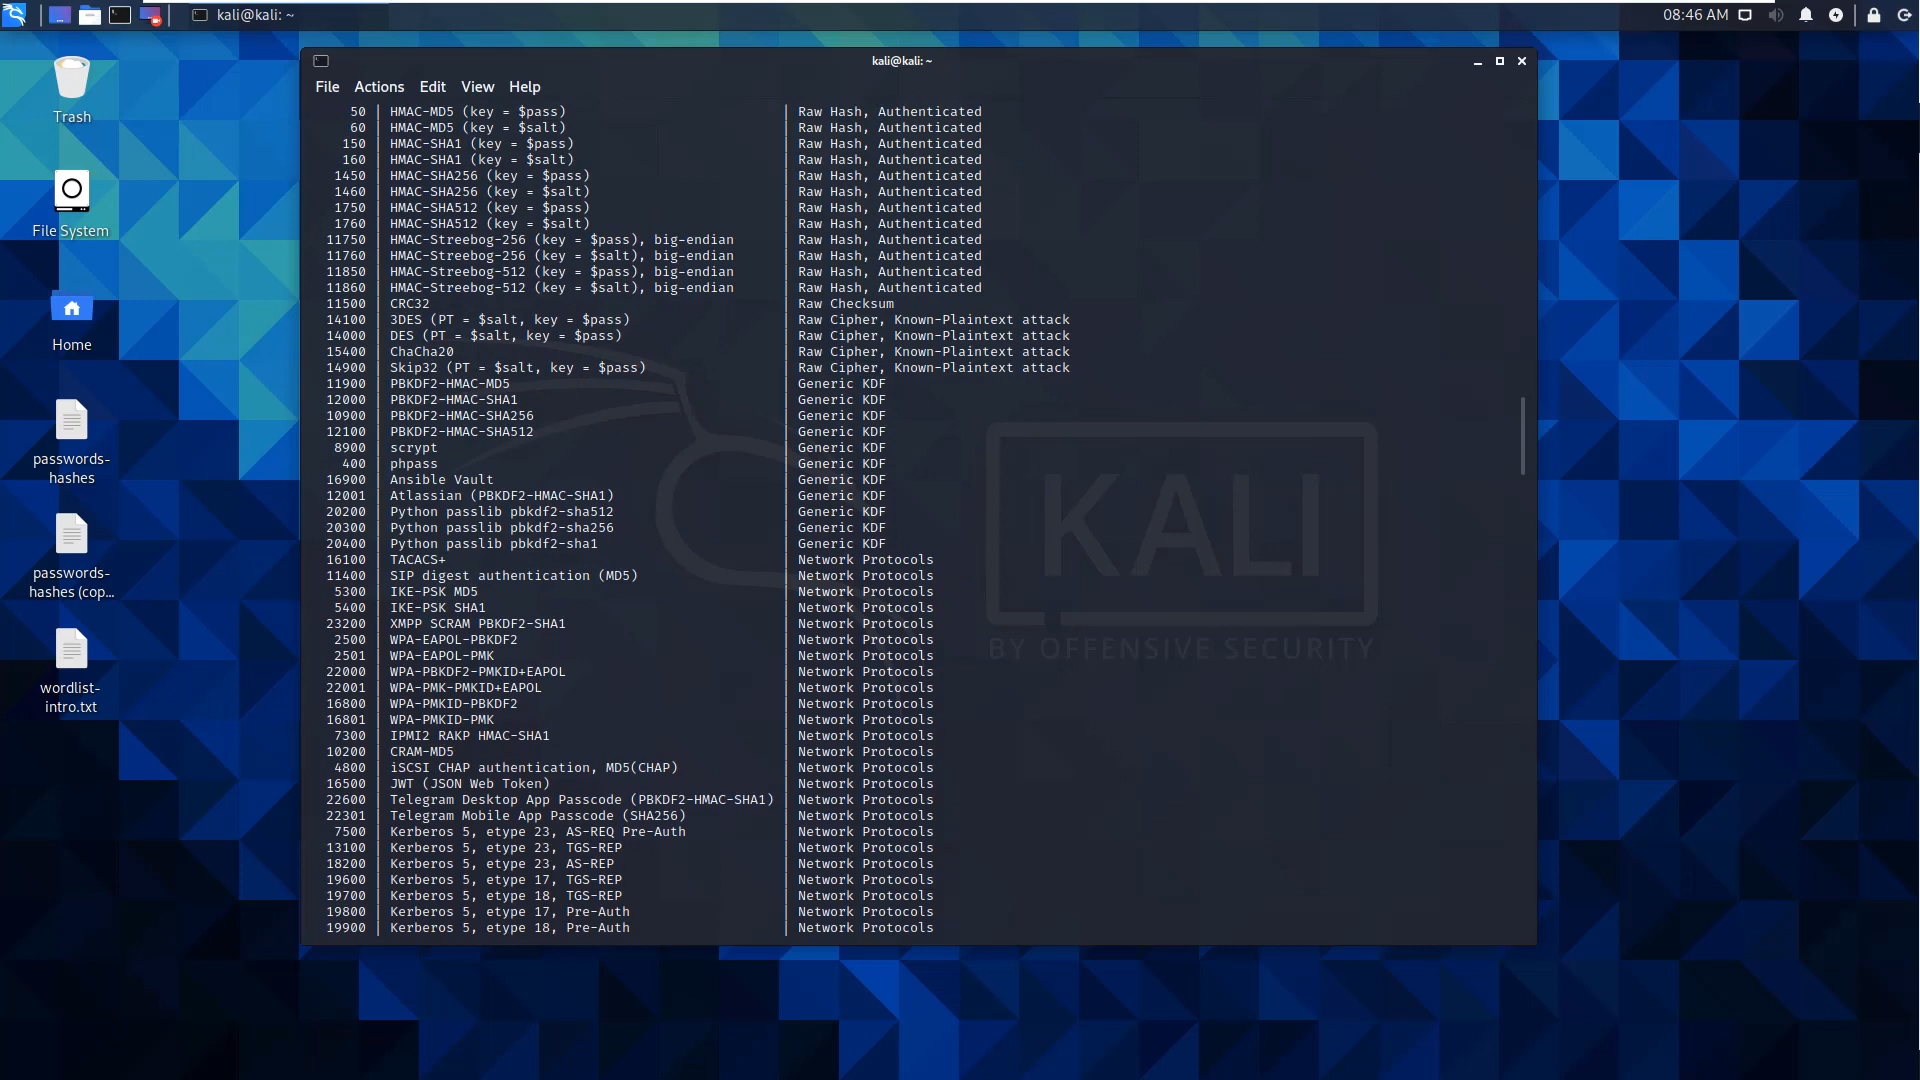 kali@kali: ~
08:46 AM
Trash
File System
Home
passwords-
hashes
passwords-
hashes (cop...
wordlist-
intro.txt
kali@kali: ~
File Actions Edit View Help
50 | HMAC-MD5 (key = $pass) | Raw Hash, Authenticated
60 | HMAC-MD5 (key = $salt) | Raw Hash, Authenticated
150 | HMAC-SHA1 (key = $pass) | Raw Hash, Authenticated
160 | HMAC-SHA1 (key = $salt) | Raw Hash, Authenticated
1450 | HMAC-SHA256 (key = $pass) | Raw Hash, Authenticated
1460 | HMAC-SHA256 (key = $salt) | Raw Hash, Authenticated
1750 | HMAC-SHA512 (key = $pass) | Raw Hash, Authenticated
1760 | HMAC-SHA512 (key = $salt) | Raw Hash, Authenticated
11750 | HMAC-Streebog-256 (key = $pass), big-endian | Raw Hash, Authenticated
11760 | HMAC-Streebog-256 (key = $salt), big-endian | Raw Hash, Authenticated
11850 | HMAC-Streebog-512 (key = $pass), big-endian | Raw Hash, Authenticated
11860 | HMAC-Streebog-512 (key = $salt), big-endian | Raw Hash, Authenticated
11500 | CRC32 | Raw Checksum
14100 | 3DES (PT = $salt, key = $pass) | Raw Cipher, Known-Plaintext attack
14000 | DES (PT = $salt, key = $pass) | Raw Cipher, Known-Plaintext attack
15400 | ChaCha20 | Raw Cipher, Known-Plaintext attack
14900 | Skip32 (PT = $salt, key = $pass) | Raw Cipher, Known-Plaintext attack
11900 | PBKDF2-HMAC-MD5 | Generic KDF
12000 | PBKDF2-HMAC-SHA1 | Generic KDF
10900 | PBKDF2-HMAC-SHA256 | Generic KDF
12100 | PBKDF2-HMAC-SHA512 | Generic KDF
8900 | scrypt | Generic KDF
400 | phpass | Generic KDF
16900 | Ansible Vault | Generic KDF
12001 | Atlassian (PBKDF2-HMAC-SHA1) | Generic KDF
20200 | Python passlib pbkdf2-sha512 | Generic KDF
20300 | Python passlib pbkdf2-sha256 | Generic KDF
20400 | Python passlib pbkdf2-sha1 | Generic KDF
16100 | TACACS+ | Network Protocols
11400 | SIP digest authentication (MD5) | Network Protocols
5300 | IKE-PSK MD5 | Network Protocols
5400 | IKE-PSK SHA1 | Network Protocols
23200 | XMPP SCRAM PBKDF2-SHA1 | Network Protocols
2500 | WPA-EAPOL-PBKDF2 | Network Protocols
2501 | WPA-EAPOL-PMK | Network Protocols
22000 | WPA-PBKDF2-PMKID+EAPOL | Network Protocols
22001 | WPA-PMK-PMKID+EAPOL | Network Protocols
16800 | WPA-PMKID-PBKDF2 | Network Protocols
16801 | WPA-PMKID-PMK | Network Protocols
7300 | IPMI2 RAKP HMAC-SHA1 | Network Protocols
10200 | CRAM-MD5 | Network Protocols
4800 | iSCSI CHAP authentication, MD5(CHAP) | Network Protocols
16500 | JWT (JSON Web Token) | Network Protocols
22600 | Telegram Desktop App Passcode (PBKDF2-HMAC-SHA1) | Network Protocols
22301 | Telegram Mobile App Passcode (SHA256) | Network Protocols
7500 | Kerberos 5, etype 23, AS-REQ Pre-Auth | Network Protocols
13100 | Kerberos 5, etype 23, TGS-REP | Network Protocols
18200 | Kerberos 5, etype 23, AS-REP | Network Protocols
19600 | Kerberos 5, etype 17, TGS-REP | Network Protocols
19700 | Kerberos 5, etype 18, TGS-REP | Network Protocols
19800 | Kerberos 5, etype 17, Pre-Auth | Network Protocols
19900 | Kerberos 5, etype 18, Pre-Auth | Network Protocols
KALI
BY OFFENSIVE SECURITY